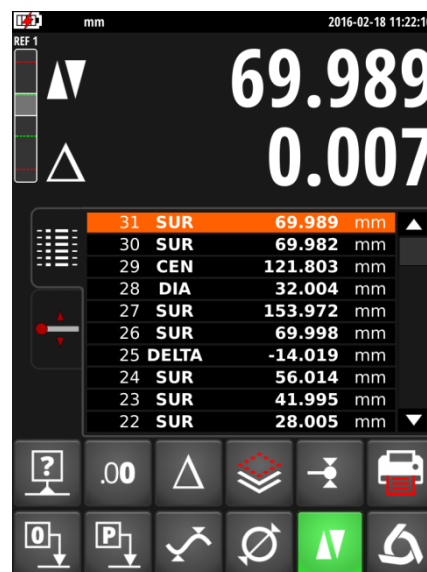 mm 2016-02-18 11:22:1
REF 1
69.989
Δ 0.007
31 SUR 69.989 mm
30 SUR 69.982 mm
29 CEN 121.803 mm
28 DIA 32.004 mm
27 SUR 153.972 mm
26 SUR 69.998 mm
25 DELTA -14.019 mm
24 SUR 56.014 mm
23 SUR 41.995 mm
22 SUR 28.005 mm
? .00 Δ
0 P